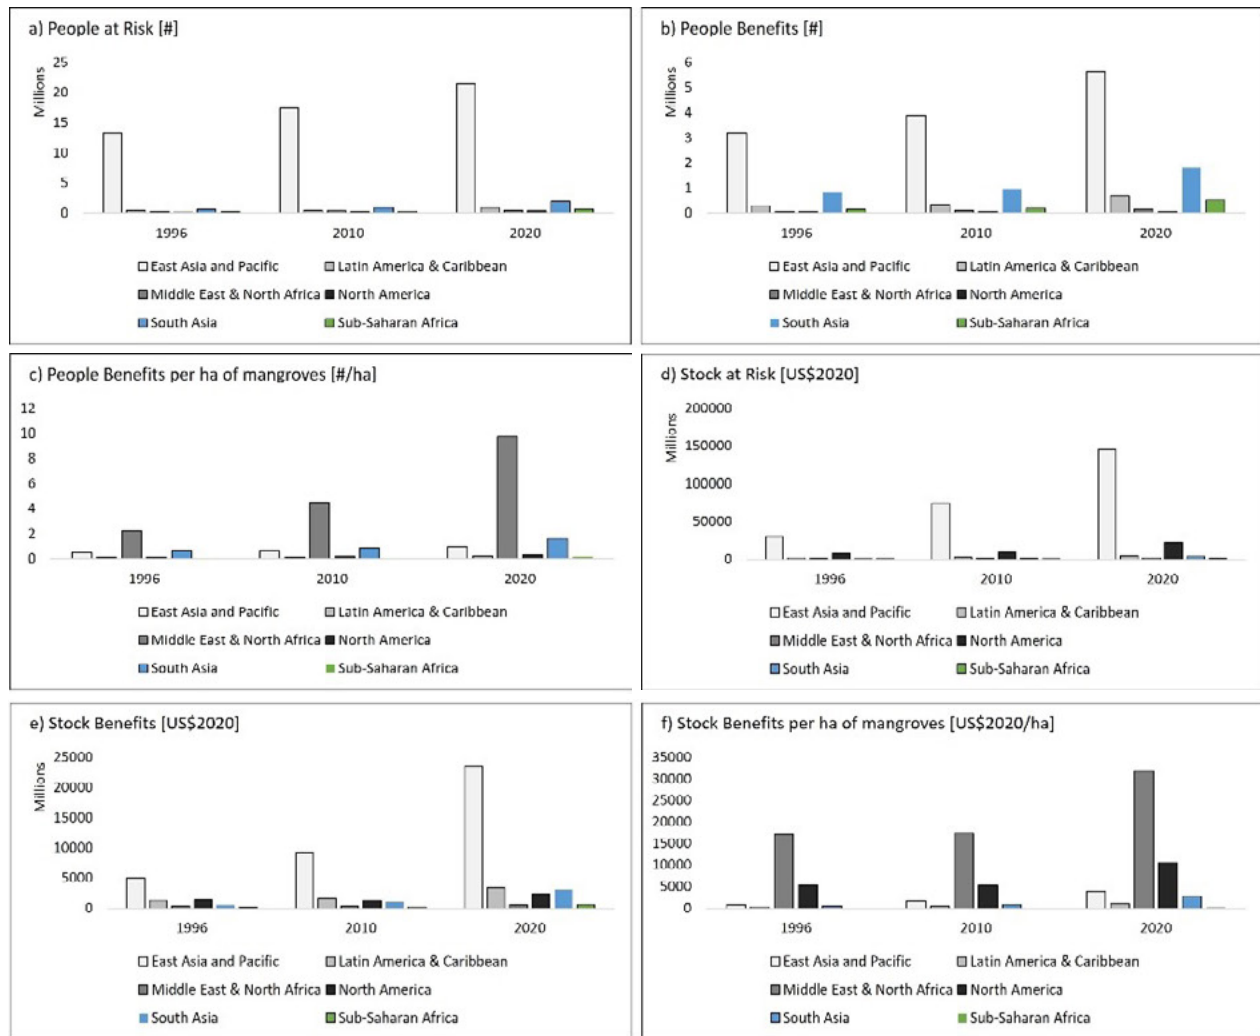 a) People at Risk [#]
Millions
25
20
15
10
5
0
1996 2010 2020
East Asia and Pacific Latin America & Caribbean
Middle East & North Africa North America
South Asia Sub-Saharan Africa
b) People Benefits [#]
Millions
6
5
4
3
2
1
0
1996 2010 2020
East Asia and Pacific Latin America & Caribbean
Middle East & North Africa North America
South Asia Sub-Saharan Africa
c) People Benefits per ha of mangroves [#/ha]
12
10
8
6
4
2
0
1996 2010 2020
East Asia and Pacific Latin America & Caribbean
Middle East & North Africa North America
South Asia Sub-Saharan Africa
d) Stock at Risk [US$2020]
Millions
200000
150000
100000
50000
0
1996 2010 2020
East Asia and Pacific Latin America & Caribbean
Middle East & North Africa North America
South Asia Sub-Saharan Africa
e) Stock Benefits [US$2020]
Millions
25000
20000
15000
10000
5000
0
1996 2010 2020
East Asia and Pacific Latin America & Caribbean
Middle East & North Africa North America
South Asia Sub-Saharan Africa
f) Stock Benefits per ha of mangroves [US$2020/ha]
35000
30000
25000
20000
15000
10000
5000
0
1996 2010 2020
East Asia and Pacific Latin America & Caribbean
Middle East & North Africa North America
South Asia Sub-Saharan Africa